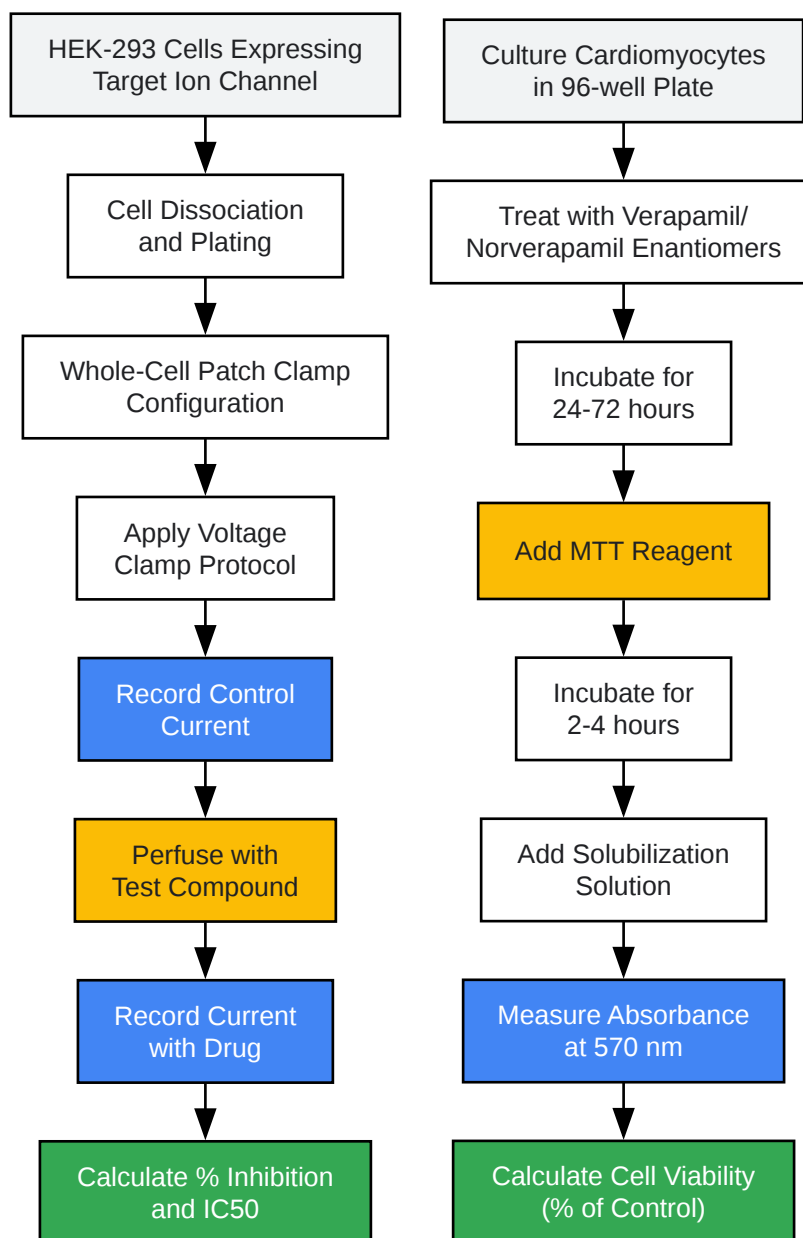 HEK-293 Cells Expressing
Target Ion Channel
Cell Dissociation
and Plating
Whole-Cell Patch Clamp
Configuration
Apply Voltage
Clamp Protocol
Record Control
Current
Perfuse with
Test Compound
Record Current
with Drug
Calculate % Inhibition
and IC50
Culture Cardiomyocytes
in 96-well Plate
Treat with Verapamil/
Norverapamil Enantiomers
Incubate for
24-72 hours
Add MTT Reagent
Incubate for
2-4 hours
Add Solubilization
Solution
Measure Absorbance
at 570 nm
Calculate Cell Viability
(% of Control)